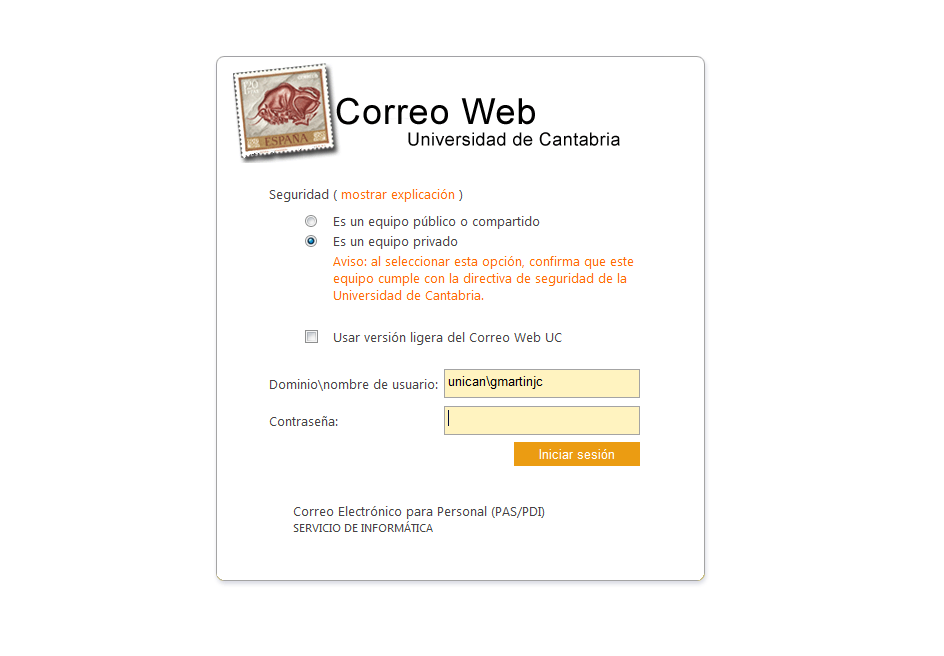 ESPAÑA
Correo Web
Universidad de Cantabria
Seguridad ( mostrar explicación )
Es un equipo público o compartido
Es un equipo privado
Aviso: al seleccionar esta opción, confirma que este
equipo cumple con la directiva de seguridad de la
Universidad de Cantabria.
Usar versión ligera del Correo Web UC
Dominio\nombre de usuario: unican\gmartinjc
Contraseña:
Iniciar sesión
Correo Electrónico para Personal (PAS/PDI)
SERVICIO DE INFORMÁTICA